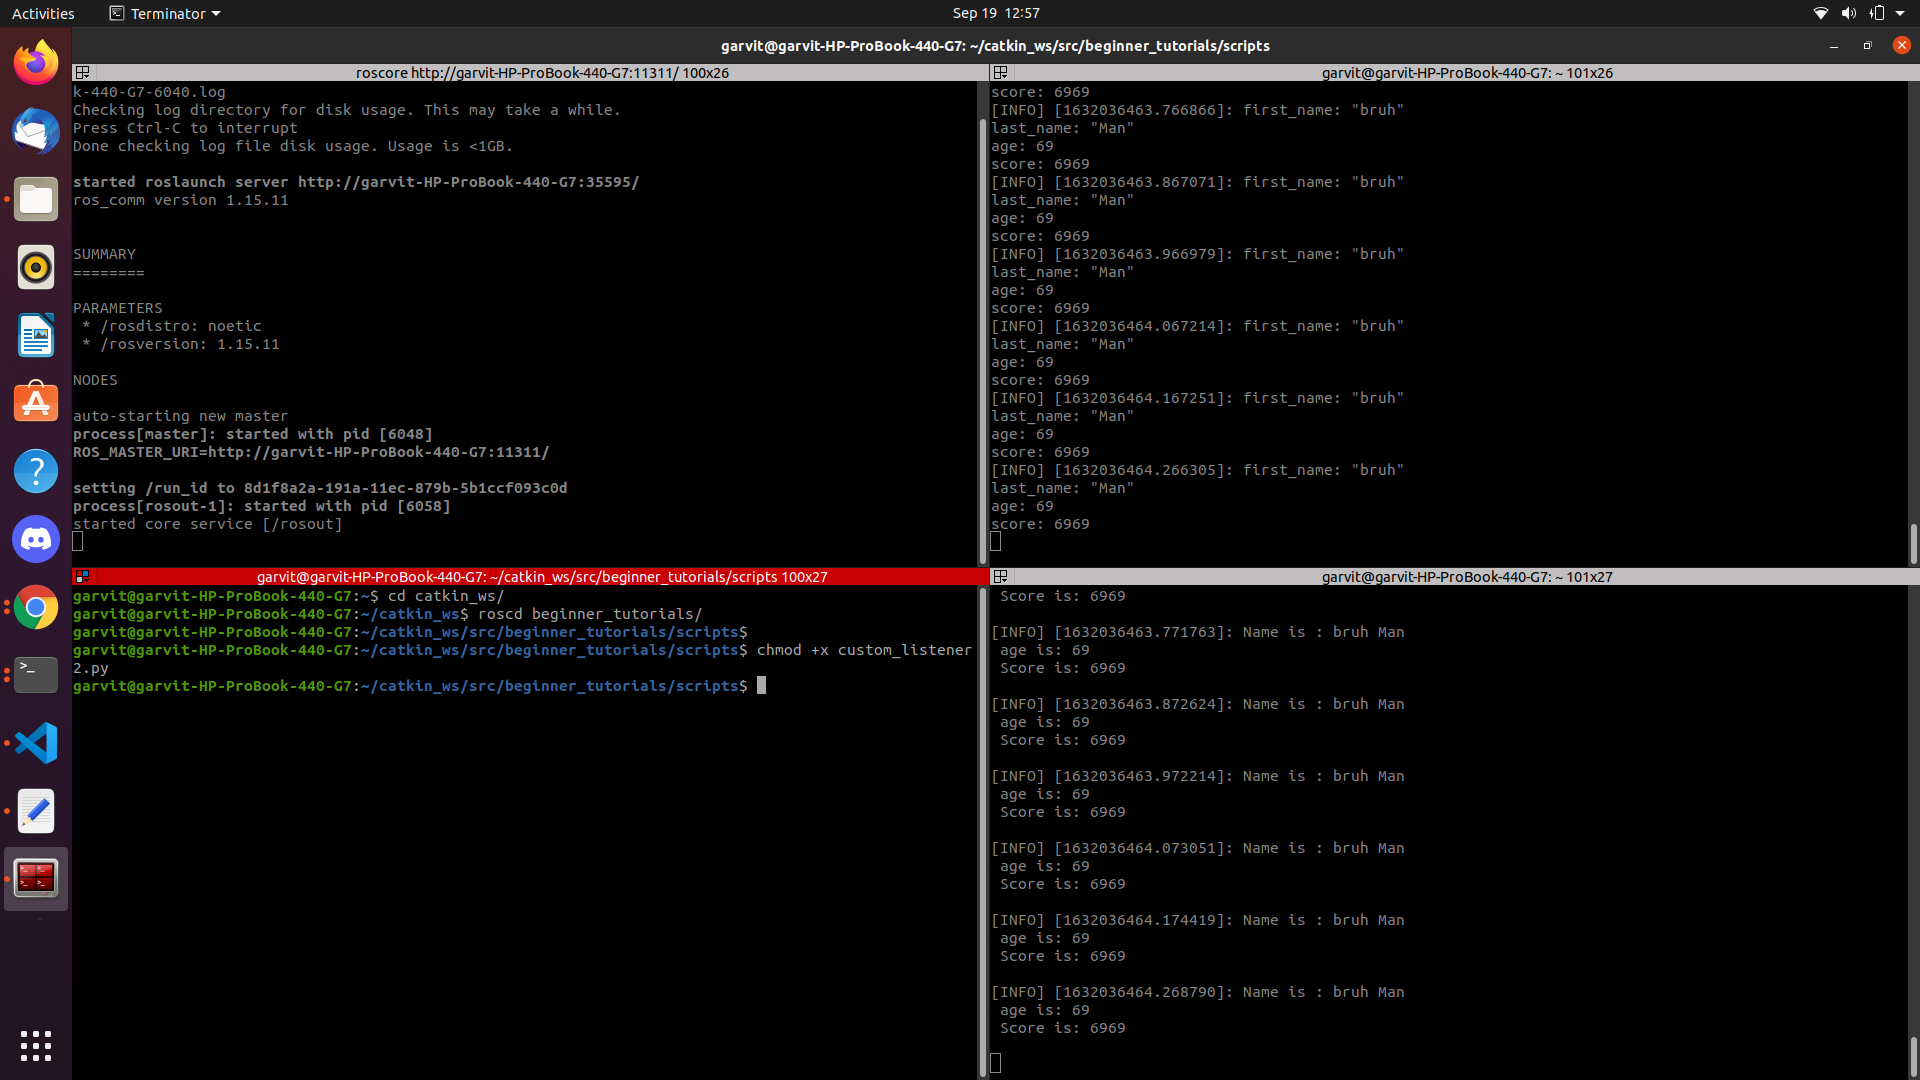 Activities
Terminator
Sep 19 12:57
garvit@garvit-HP-ProBook-440-G7: ~/catkin_ws/src/beginner_tutorials/scripts
roscore http://garvit-HP-ProBook-440-G7:11311/ 100x26
k-440-G7-6040.log
Checking log directory for disk usage. This may take a while.
Press Ctrl-C to interrupt
Done checking log file disk usage. Usage is <1GB.
started roslaunch server http://garvit-HP-ProBook-440-G7:35595/
ros_comm version 1.15.11
SUMMARY
========
PARAMETERS
* /rosdistro: noetic
* /rosversion: 1.15.11
NODES
auto-starting new master
process[master]: started with pid [6048]
ROS_MASTER_URI=http://garvit-HP-ProBook-440-G7:11311/
setting /run_id to 8d1f8a2a-191a-11ec-879b-5b1ccf093c0d
process[rosout-1]: started with pid [6058]
started core service [/rosout]
garvit@garvit-HP-ProBook-440-G7: ~ 101x26
score: 6969
[INFO] [1632036463.766866]: first_name: "bruh"
last_name: "Man"
age: 69
score: 6969
[INFO] [1632036463.867071]: first_name: "bruh"
last_name: "Man"
age: 69
score: 6969
[INFO] [1632036463.966979]: first_name: "bruh"
last_name: "Man"
age: 69
score: 6969
[INFO] [1632036464.067214]: first_name: "bruh"
last_name: "Man"
age: 69
score: 6969
[INFO] [1632036464.167251]: first_name: "bruh"
last_name: "Man"
age: 69
score: 6969
[INFO] [1632036464.266305]: first_name: "bruh"
last_name: "Man"
age: 69
score: 6969
garvit@garvit-HP-ProBook-440-G7: ~/catkin_ws/src/beginner_tutorials/scripts 100x27
garvit@garvit-HP-ProBook-440-G7:~$ cd catkin_ws/
garvit@garvit-HP-ProBook-440-G7:~/catkin_ws$ roscd beginner_tutorials/
garvit@garvit-HP-ProBook-440-G7:~/catkin_ws/src/beginner_tutorials/scripts$
garvit@garvit-HP-ProBook-440-G7:~/catkin_ws/src/beginner_tutorials/scripts$ chmod +x custom_listener
2.py
garvit@garvit-HP-ProBook-440-G7:~/catkin_ws/src/beginner_tutorials/scripts$
garvit@garvit-HP-ProBook-440-G7: ~ 101x27
Score is: 6969
[INFO] [1632036463.771763]: Name is : bruh Man
age is: 69
Score is: 6969
[INFO] [1632036463.872624]: Name is : bruh Man
age is: 69
Score is: 6969
[INFO] [1632036463.972214]: Name is : bruh Man
age is: 69
Score is: 6969
[INFO] [1632036464.073051]: Name is : bruh Man
age is: 69
Score is: 6969
[INFO] [1632036464.174419]: Name is : bruh Man
age is: 69
Score is: 6969
[INFO] [1632036464.268790]: Name is : bruh Man
age is: 69
Score is: 6969